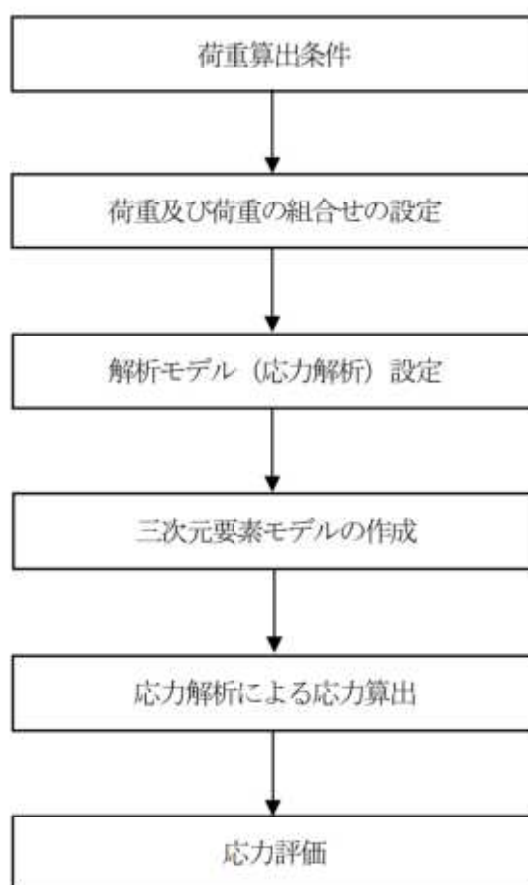 荷重算出条件
荷重及び荷重の組合せの設定
解析モデル（応力解析）設定
三次元要素モデルの作成
応力解析による応力算出
応力評価